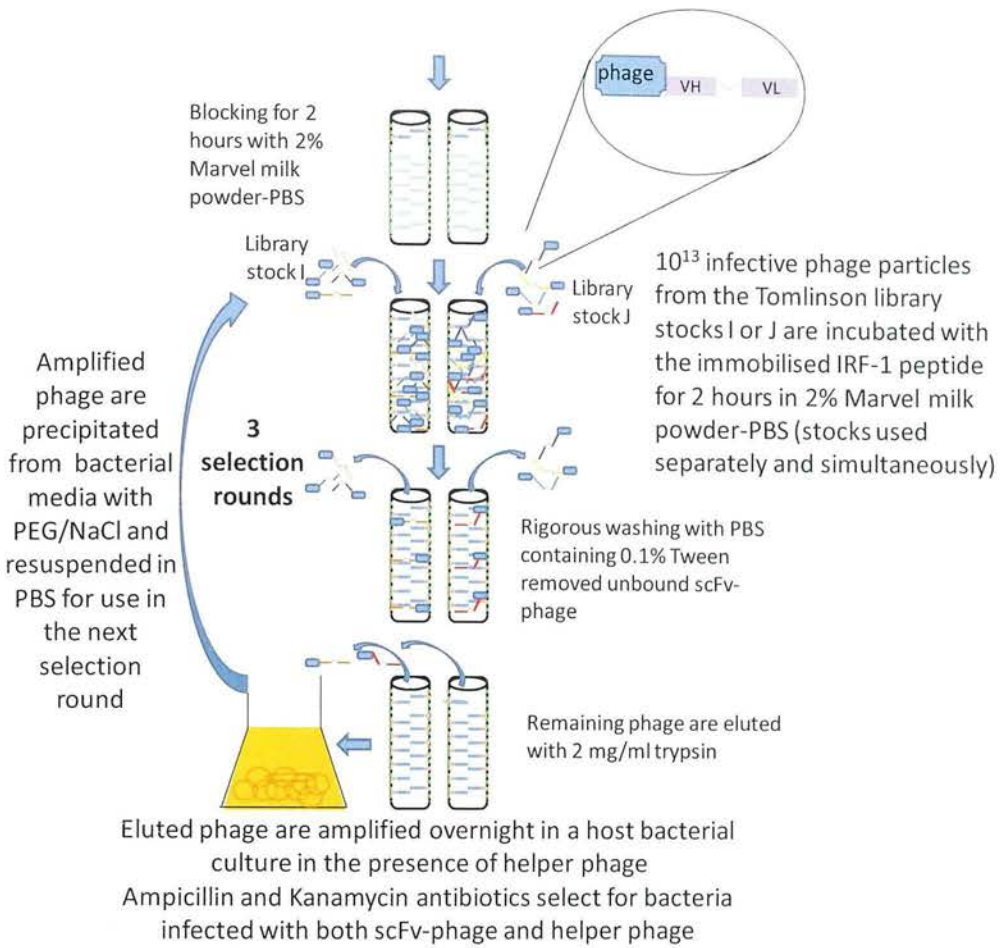 phage
VH
VL
Blocking for 2
hours with 2%
Marvel milk
powder-PBS
Library
stock I
Library
stock J
10¹³ infective phage particles
from the Tomlinson library
stocks I or J are incubated with
the immobilised IRF-1 peptide
for 2 hours in 2% Marvel milk
powder-PBS (stocks used
separately and simultaneously)
Amplified
phage are
precipitated
from bacterial
media with
PEG/NaCl and
resuspended in
PBS for use in
the next
selection
round
3
selection
rounds
Rigorous washing with PBS
containing 0.1% Tween
removed unbound scFv-
phage
Remaining phage are eluted
with 2 mg/ml trypsin
Eluted phage are amplified overnight in a host bacterial
culture in the presence of helper phage
Ampicillin and Kanamycin antibiotics select for bacteria
infected with both scFv-phage and helper phage